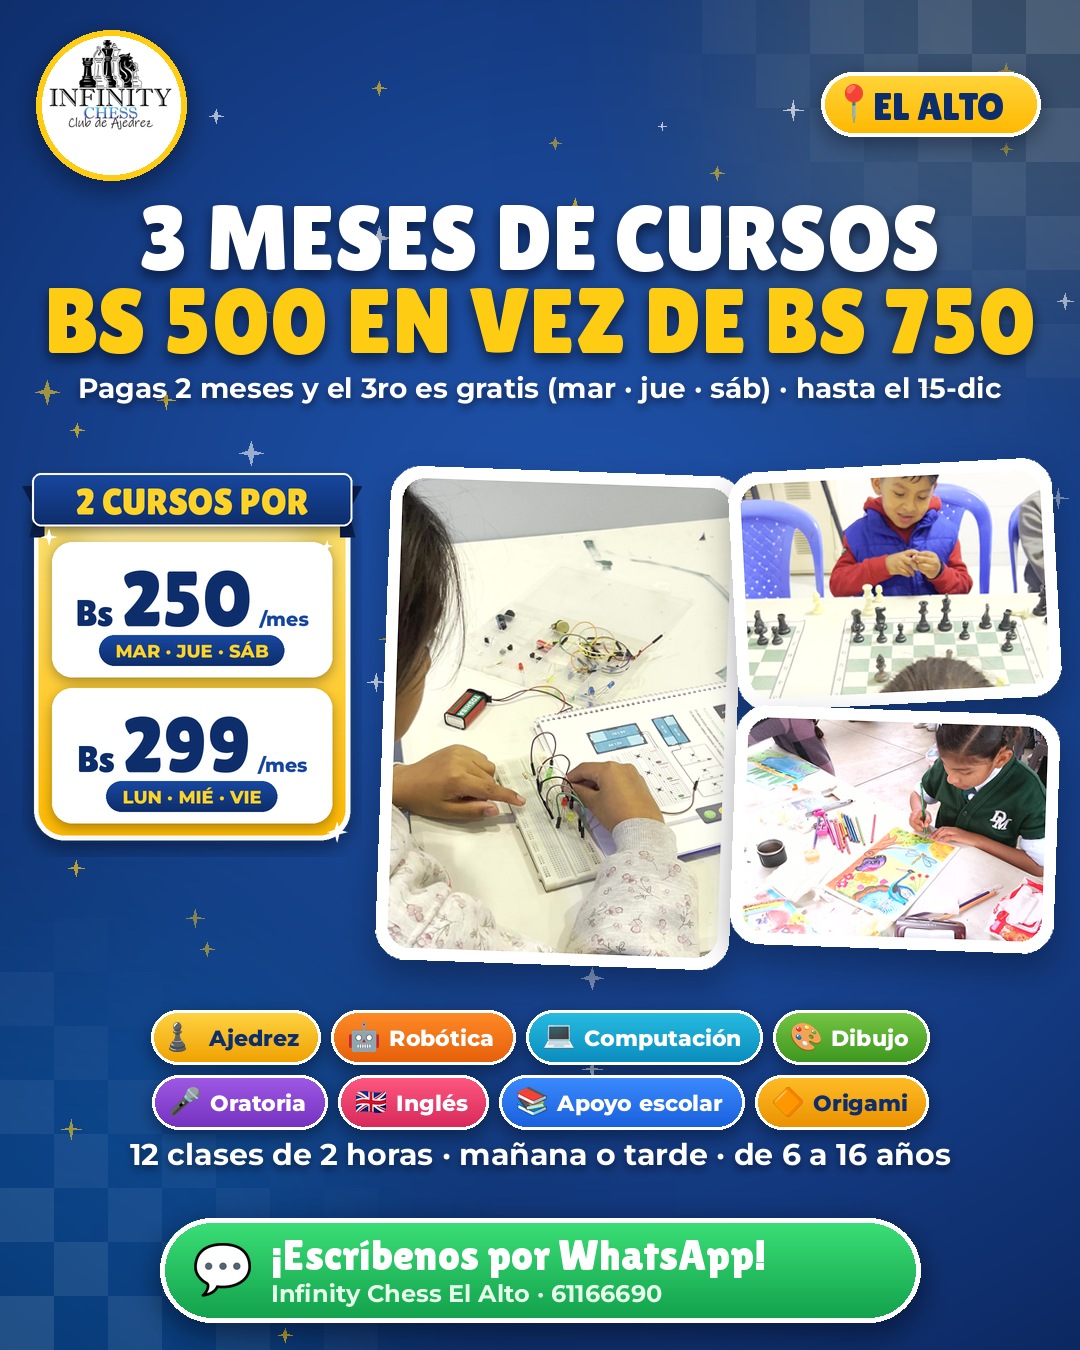 INFINITY
CHESS
Club de Ajedrez
EL ALTO
3 MESES DE CURSOS
BS 500 EN VEZ DE BS 750
Pagas 2 meses y el 3ro es gratis (mar · jue · sáb) · hasta el 15-dic
2 CURSOS POR
Bs 250 /mes
MAR · JUE · SÁB
Bs 299 /mes
LUN · MIÉ · VIE
Ajedrez
Robótica
Computación
Dibujo
Oratoria
Inglés
Apoyo escolar
Origami
12 clases de 2 horas · mañana o tarde · de 6 a 16 años
¡Escríbenos por WhatsApp!
Infinity Chess El Alto · 61166690